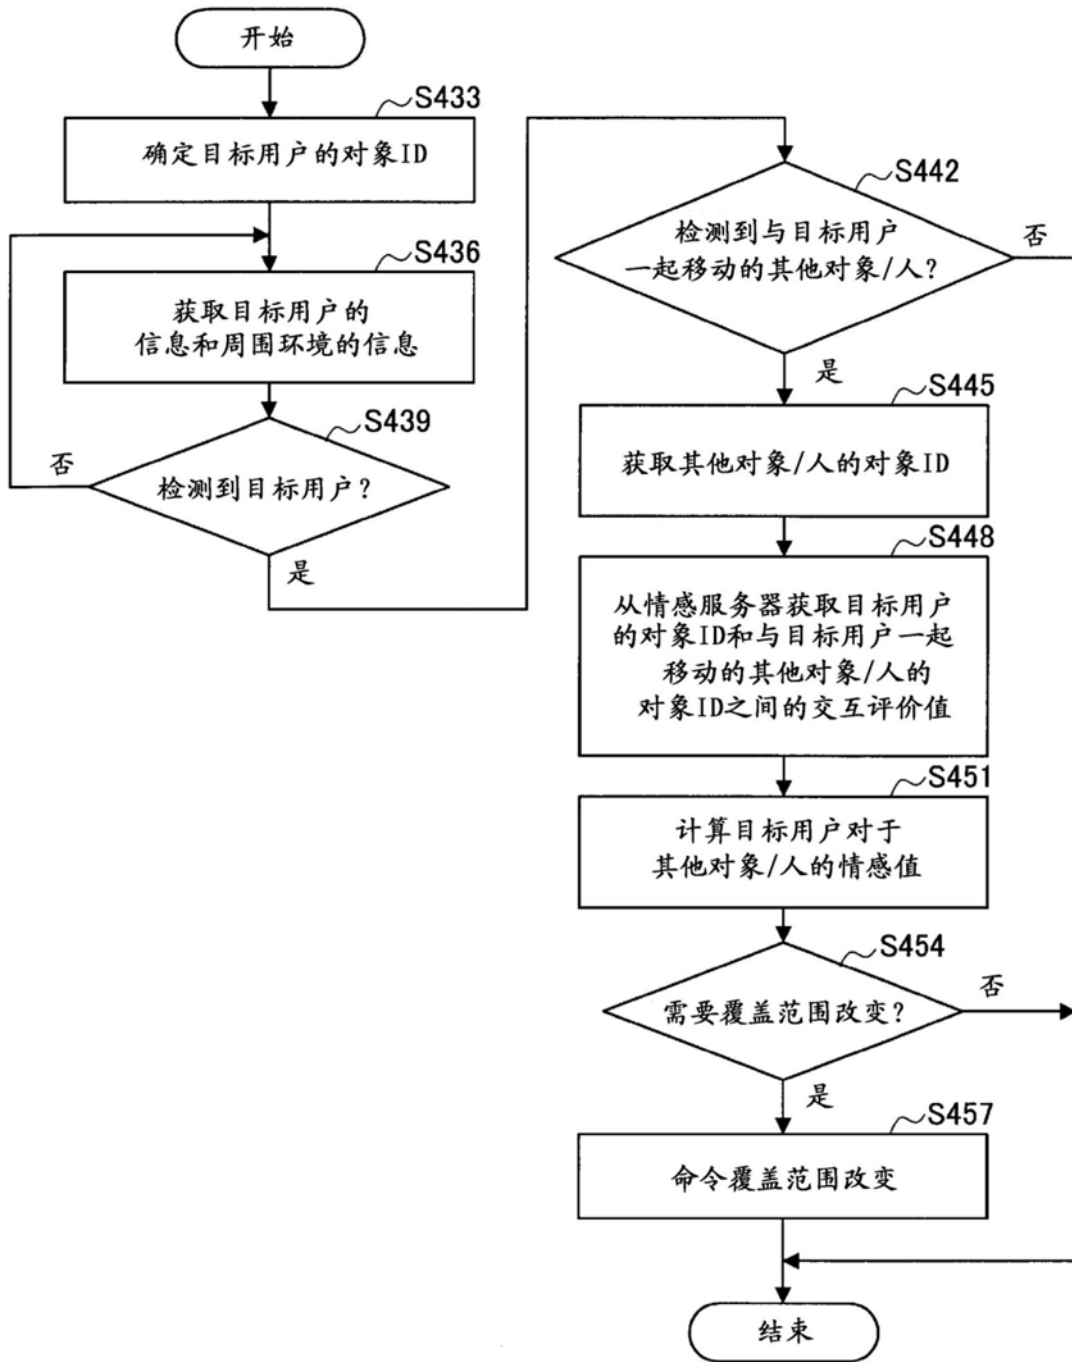 开始
S433
确定目标用户的对象ID
S436
获取目标用户的
信息和周围环境的信息
S439
检测到目标用户?
否
是
S442
检测到与目标用户
一起移动的其他对象/人?
否
是
S445
获取其他对象/人的对象ID
S448
从情感服务器获取目标用户
的对象ID和与目标用户一起
移动的其他对象/人的
对象ID之间的交互评价值
S451
计算目标用户对于
其他对象/人的情感值
S454
需要覆盖范围改变?
否
是
S457
命令覆盖范围改变
结束